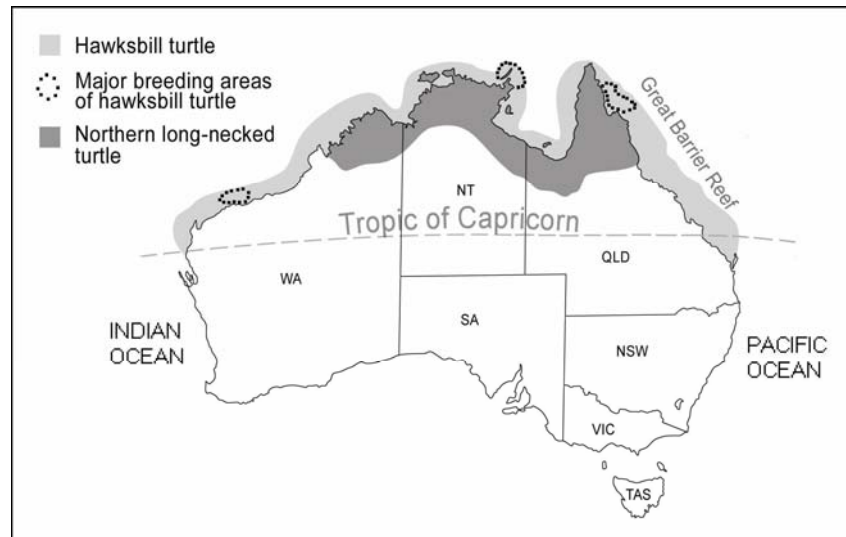 Hawksbill turtle
Major breeding areas
of hawksbill turtle
Northern long-necked
turtle
Great Barrier Reef
NT
Tropic of Capricorn
QLD
WA
SA
INDIAN
OCEAN
NSW
PACIFIC
OCEAN
VIC
TAS